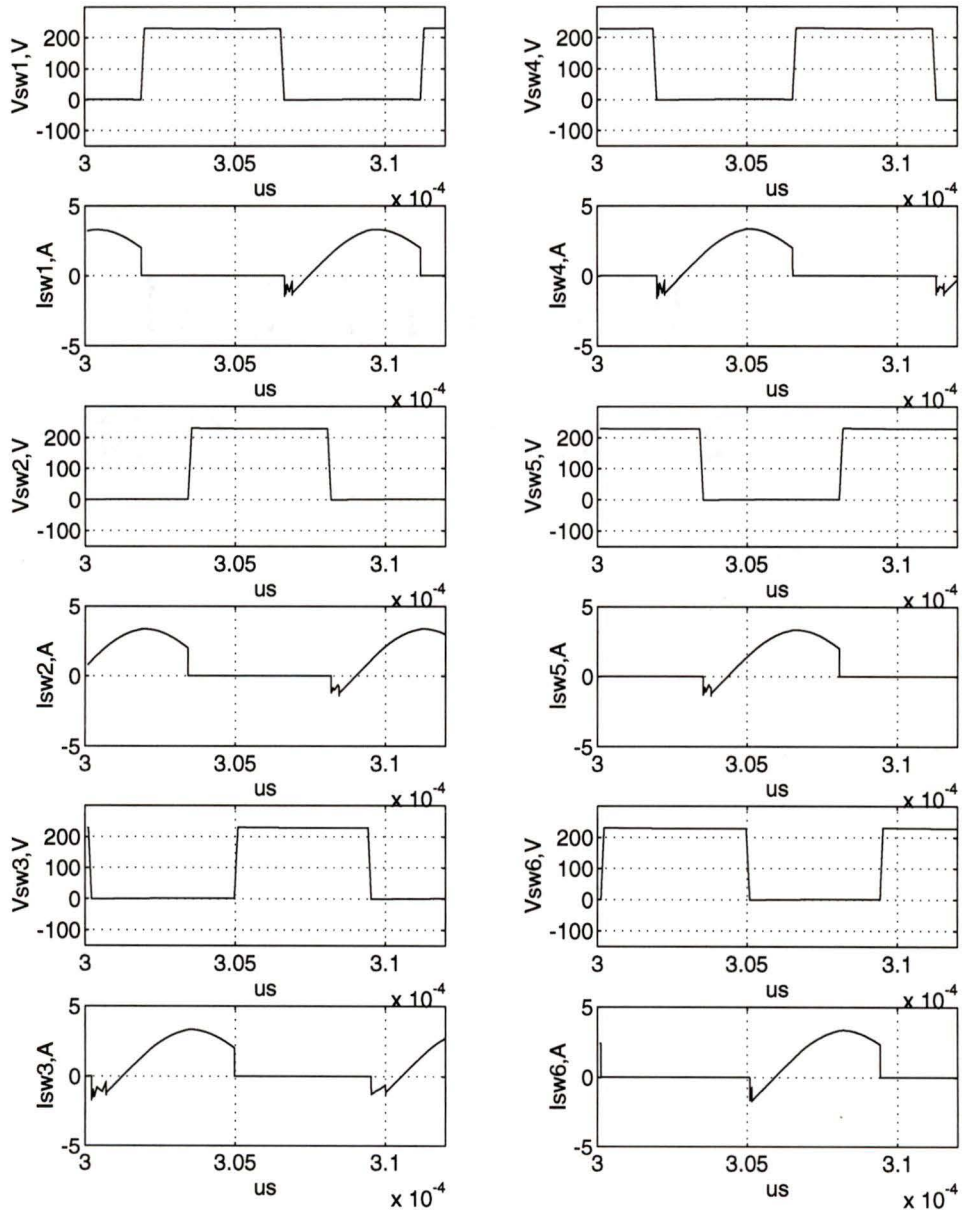 Vsw1,V
200
100
0
-100
3
3.05
3.1
us
x 10-4
Vsw4,V
200
100
0
-100
3
3.05
3.1
us
x 10-4
Isw1,A
5
0
-5
3
3.05
3.1
us
x 10-4
Isw4,A
5
0
-5
3
3.05
3.1
us
x 10-4
Vsw2,V
200
100
0
-100
3
3.05
3.1
us
x 10-4
Vsw5,V
200
100
0
-100
3
3.05
3.1
us
x 10-4
Isw2,A
5
0
-5
3
3.05
3.1
us
x 10-4
Isw5,A
5
0
-5
3
3.05
3.1
us
x 10-4
Vsw3,V
200
100
0
-100
3
3.05
3.1
us
x 10-4
Vsw6,V
200
100
0
-100
3
3.05
3.1
us
x 10-4
Isw3,A
5
0
-5
3
3.05
3.1
us
x 10-4
Isw6,A
5
0
-5
3
3.05
3.1
us
x 10-4